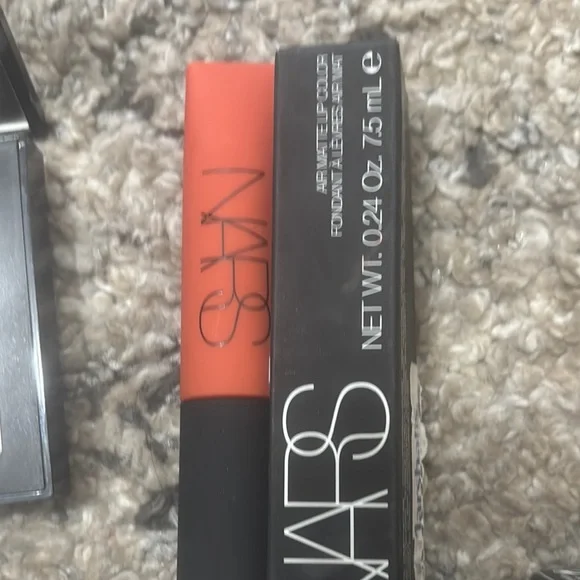 NARS
AIR MATTE LIP COLOR
FONDANT À LÈVRES AIR MAT
NET WT. 0.24 Oz. 7.5 mL e
NARS